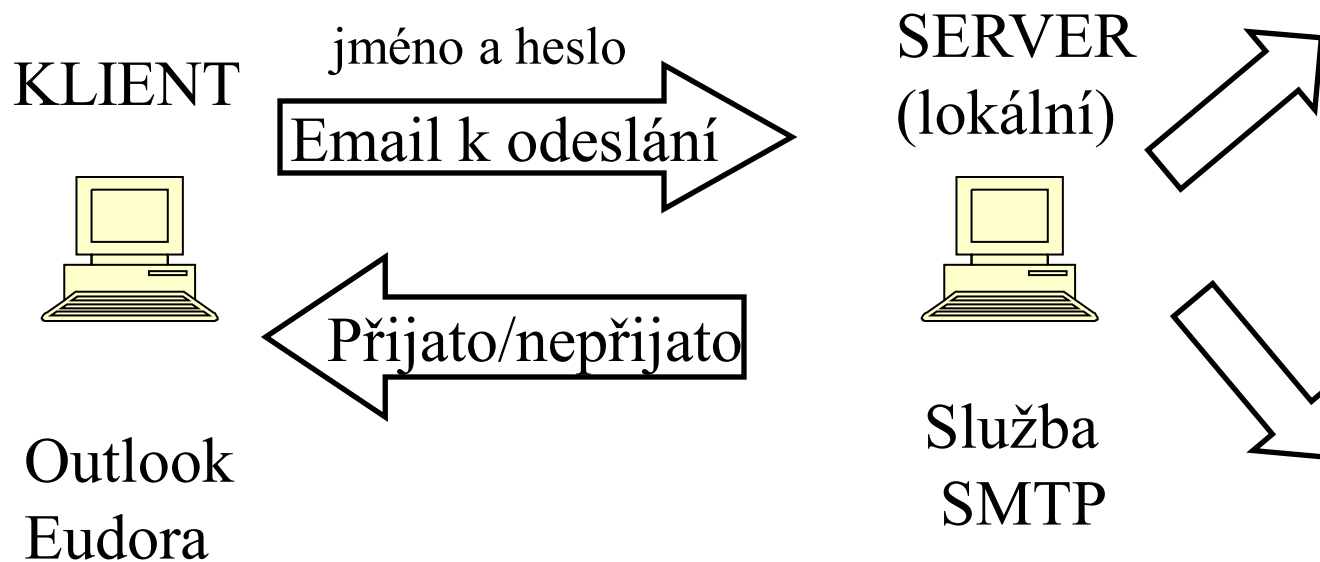 KLIENT
jméno a heslo
Email k odeslání
SERVER
(lokální)
Přijato/nepřijato
Outlook
Eudora
Služba
SMTP